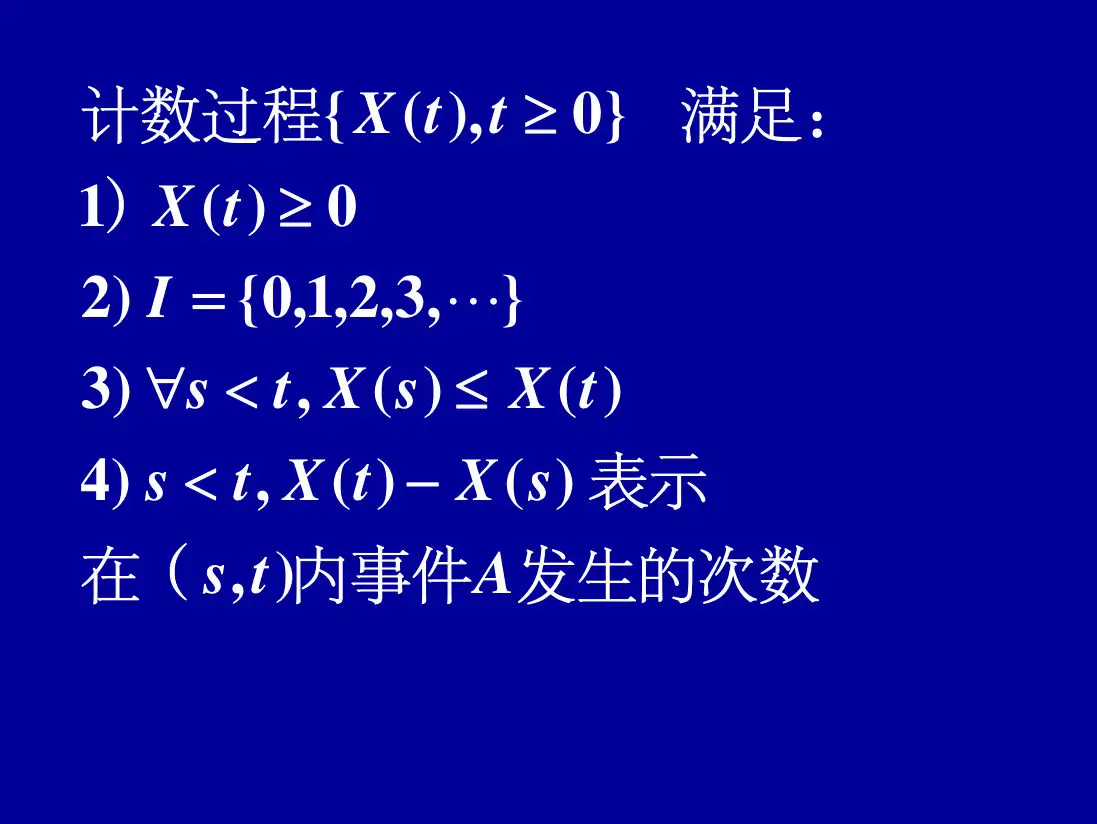 计数过程{X(t),t≥0} 满足：
1）X(t)≥0
2) I={0,1,2,3,⋯}
3) ∀s<t,X(s)≤X(t)
4) s<t,X(t)−X(s)表示
在（s,t)内事件A发生的次数